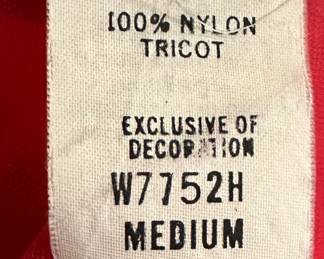 100% NYLON
TRICOT
EXCLUSIVE OF
DECORATION
W7752H
MEDIUM